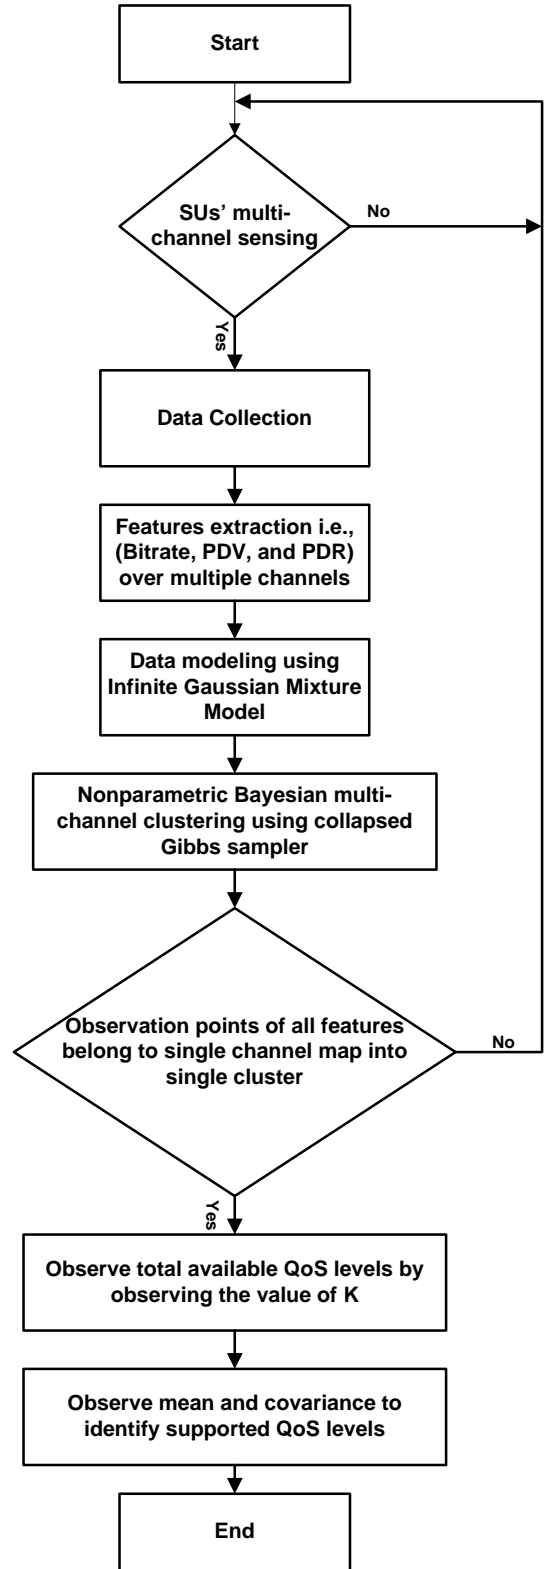 Start
SUs' multi-
channel sensing
No
Yes
Data Collection
Features extraction i.e.,
(Bitrate, PDV, and PDR)
over multiple channels
Data modeling using
Infinite Gaussian Mixture
Model
Nonparametric Bayesian multi-
channel clustering using collapsed
Gibbs sampler
Observation points of all features
belong to single channel map into
single cluster
No
Yes
Observe total available QoS levels by
observing the value of K
Observe mean and covariance to
identify supported QoS levels
End